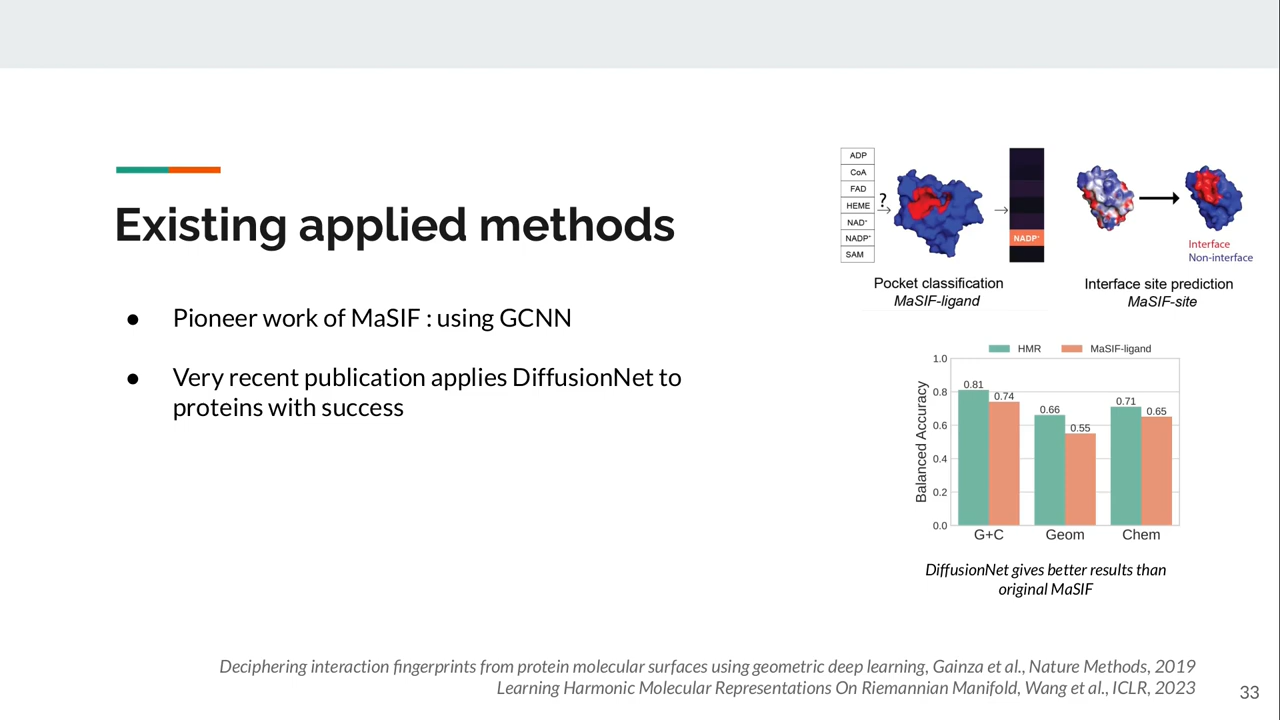 Existing applied methods
● Pioneer work of MaSIF : using GCNN
● Very recent publication applies DiffusionNet to
proteins with success
ADP
CoA
FAD
HEME
NAD⁺
NADP⁺
SAM
?
NADP⁺
Pocket classification
MaSIF-ligand
Interface
Non-interface
Interface site prediction
MaSIF-site
HMR MaSIF-ligand
Balanced Accuracy
1.0
0.8
0.6
0.4
0.2
0.0
0.81 0.74 0.66 0.55 0.71 0.65
G+C Geom Chem
DiffusionNet gives better results than
original MaSIF
Deciphering interaction fingerprints from protein molecular surfaces using geometric deep learning, Gainza et al., Nature Methods, 2019
Learning Harmonic Molecular Representations On Riemannian Manifold, Wang et al., ICLR, 2023
33